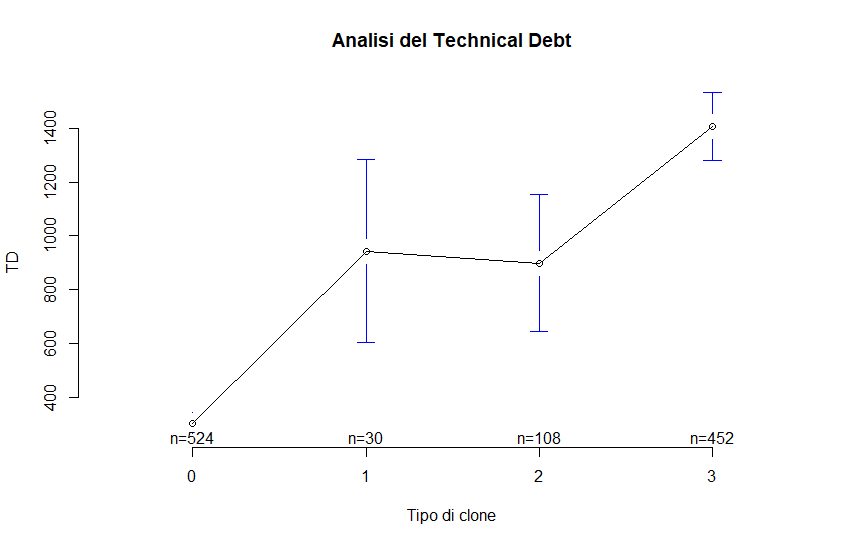 Analisi del Technical Debt
1400
1200
1000
800
600
400
TD
n=524 n=30 n=108 n=452
0 1 2 3
Tipo di clone